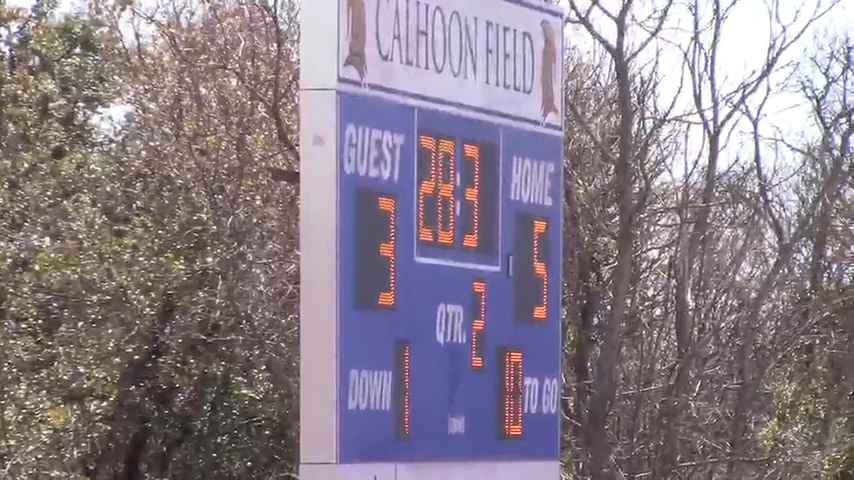 CALHOON FIELD
GUEST 28:3 HOME
3 5
QTR. 2
DOWN 1 10 TO GO